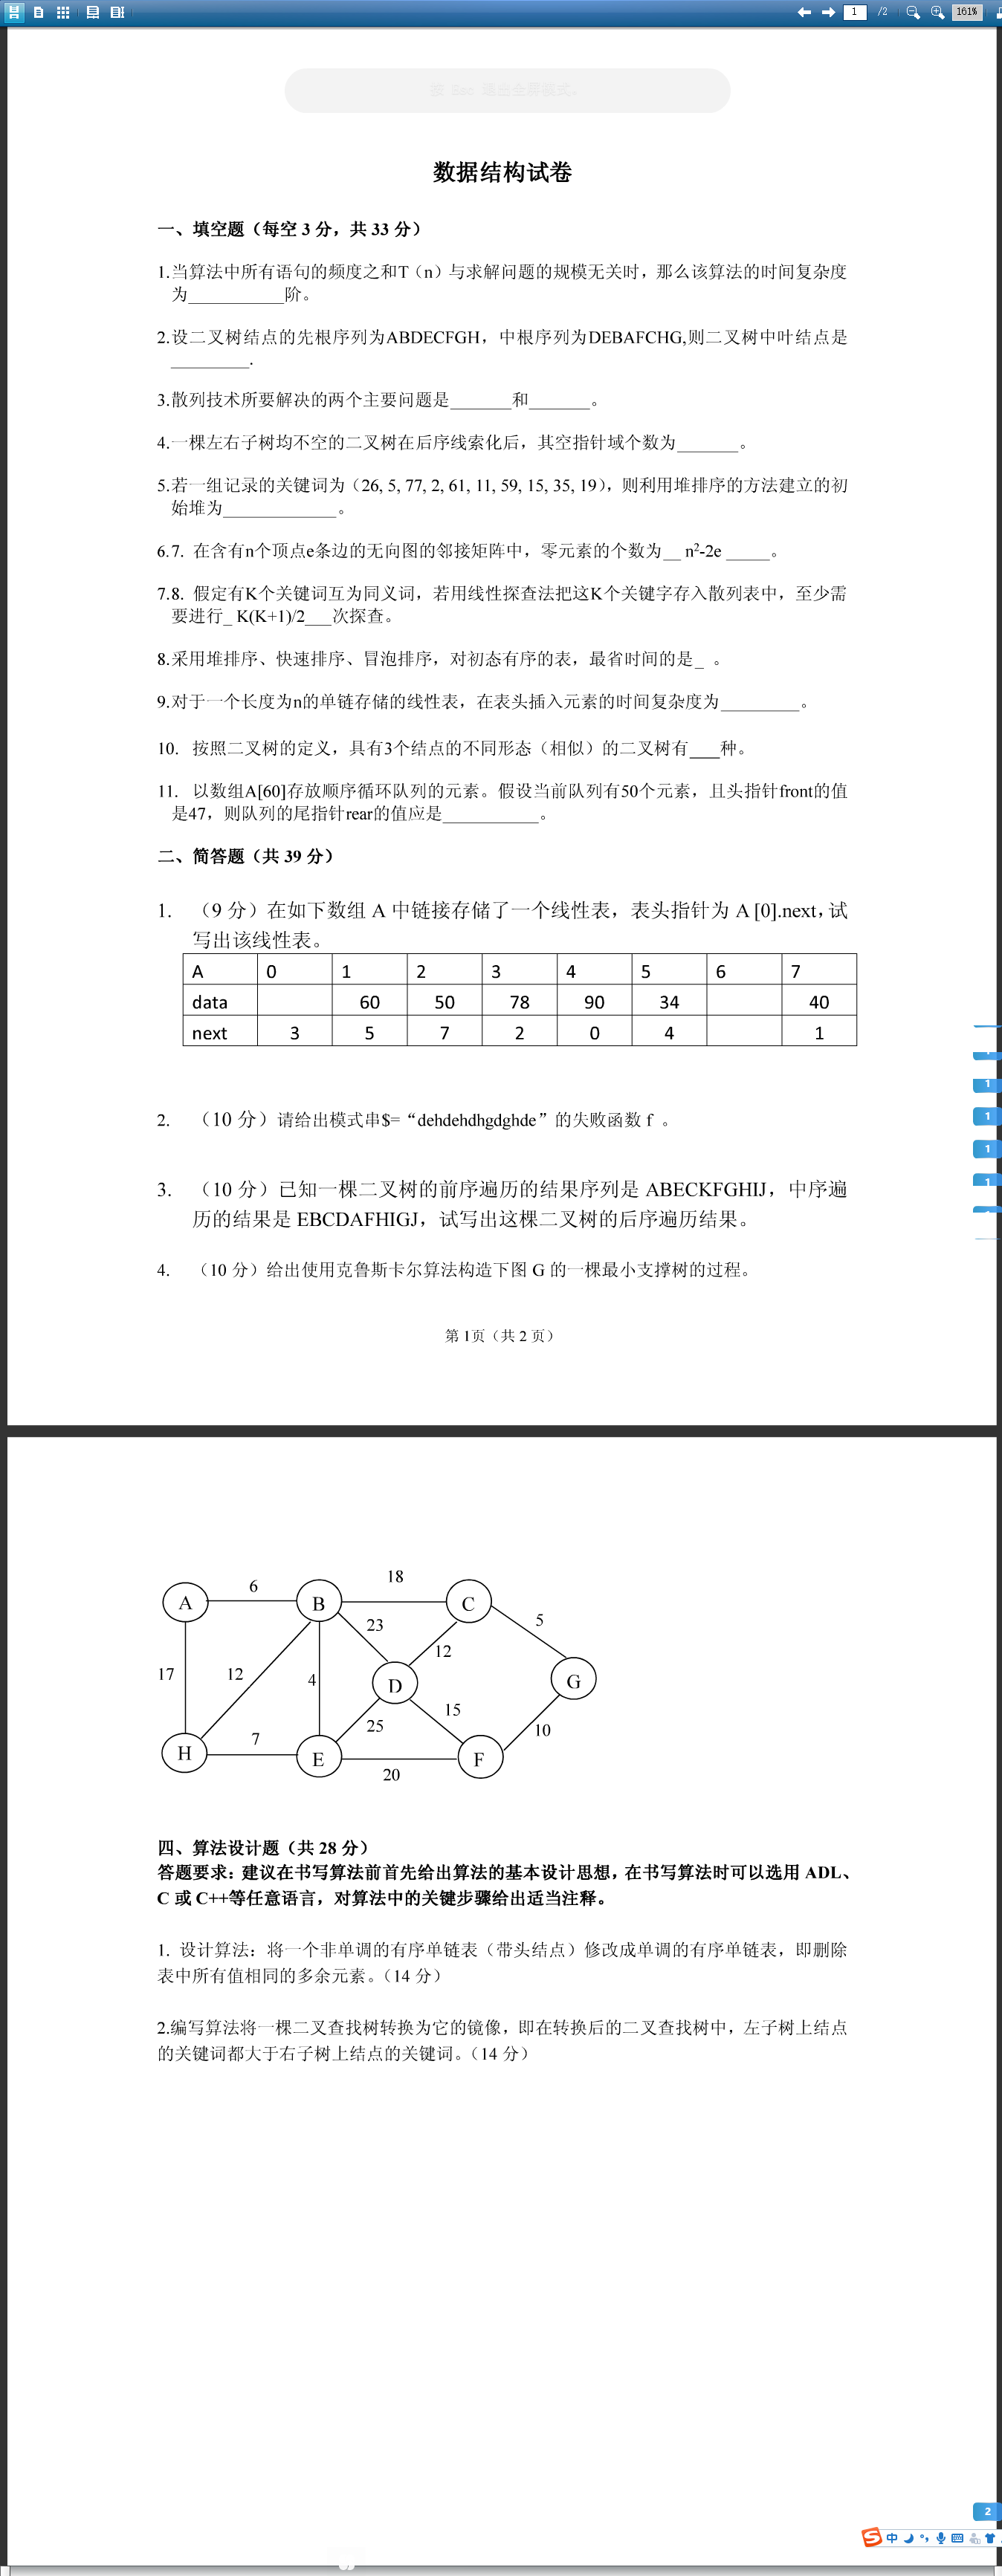 1 /2 161%
数据结构试卷
一、填空题（每空 3 分，共 33 分）
1.当算法中所有语句的频度之和T（n）与求解问题的规模无关时，那么该算法的时间复杂度
为___________阶。
2.设二叉树结点的先根序列为ABDECFGH，中根序列为DEBAFCHG,则二叉树中叶结点是
_________.
3.散列技术所要解决的两个主要问题是_______和_______。
4.一棵左右子树均不空的二叉树在后序线索化后，其空指针域个数为_______。
5.若一组记录的关键词为（26, 5, 77, 2, 61, 11, 59, 15, 35, 19），则利用堆排序的方法建立的初
始堆为_____________。
6.7. 在含有n个顶点e条边的无向图的邻接矩阵中，零元素的个数为__ n²-2e _____。
7.8. 假定有K个关键词互为同义词，若用线性探查法把这K个关键字存入散列表中，至少需
要进行_ K(K+1)/2___次探查。
8.采用堆排序、快速排序、冒泡排序，对初态有序的表，最省时间的是_ 。
9.对于一个长度为n的单链存储的线性表，在表头插入元素的时间复杂度为_________。
10. 按照二叉树的定义，具有3个结点的不同形态（相似）的二叉树有____种。
11. 以数组A[60]存放顺序循环队列的元素。假设当前队列有50个元素，且头指针front的值
是47，则队列的尾指针rear的值应是___________。
二、简答题（共 39 分）
1. （9 分）在如下数组 A 中链接存储了一个线性表，表头指针为 A [0].next，试
写出该线性表。
A 0 1 2 3 4 5 6 7
data 60 50 78 90 34 40
next 3 5 7 2 0 4 1
1
1
1
1
2. （10 分）请给出模式串$=“dehdehdhgdghde”的失败函数 f 。
3. （10 分）已知一棵二叉树的前序遍历的结果序列是 ABECKFGHIJ，中序遍
历的结果是 EBCDAFHIGJ，试写出这棵二叉树的后序遍历结果。
4. （10 分）给出使用克鲁斯卡尔算法构造下图 G 的一棵最小支撑树的过程。
第 1页（共 2 页）
18
6
A B C
5
23
12
17 12 4 D G
15
25 10
7
H E F
20
四、算法设计题（共 28 分）
答题要求：建议在书写算法前首先给出算法的基本设计思想，在书写算法时可以选用 ADL、
C 或 C++等任意语言，对算法中的关键步骤给出适当注释。
1. 设计算法：将一个非单调的有序单链表（带头结点）修改成单调的有序单链表，即删除
表中所有值相同的多余元素。（14 分）
2.编写算法将一棵二叉查找树转换为它的镜像，即在转换后的二叉查找树中，左子树上结点
的关键词都大于右子树上结点的关键词。（14 分）
2
中